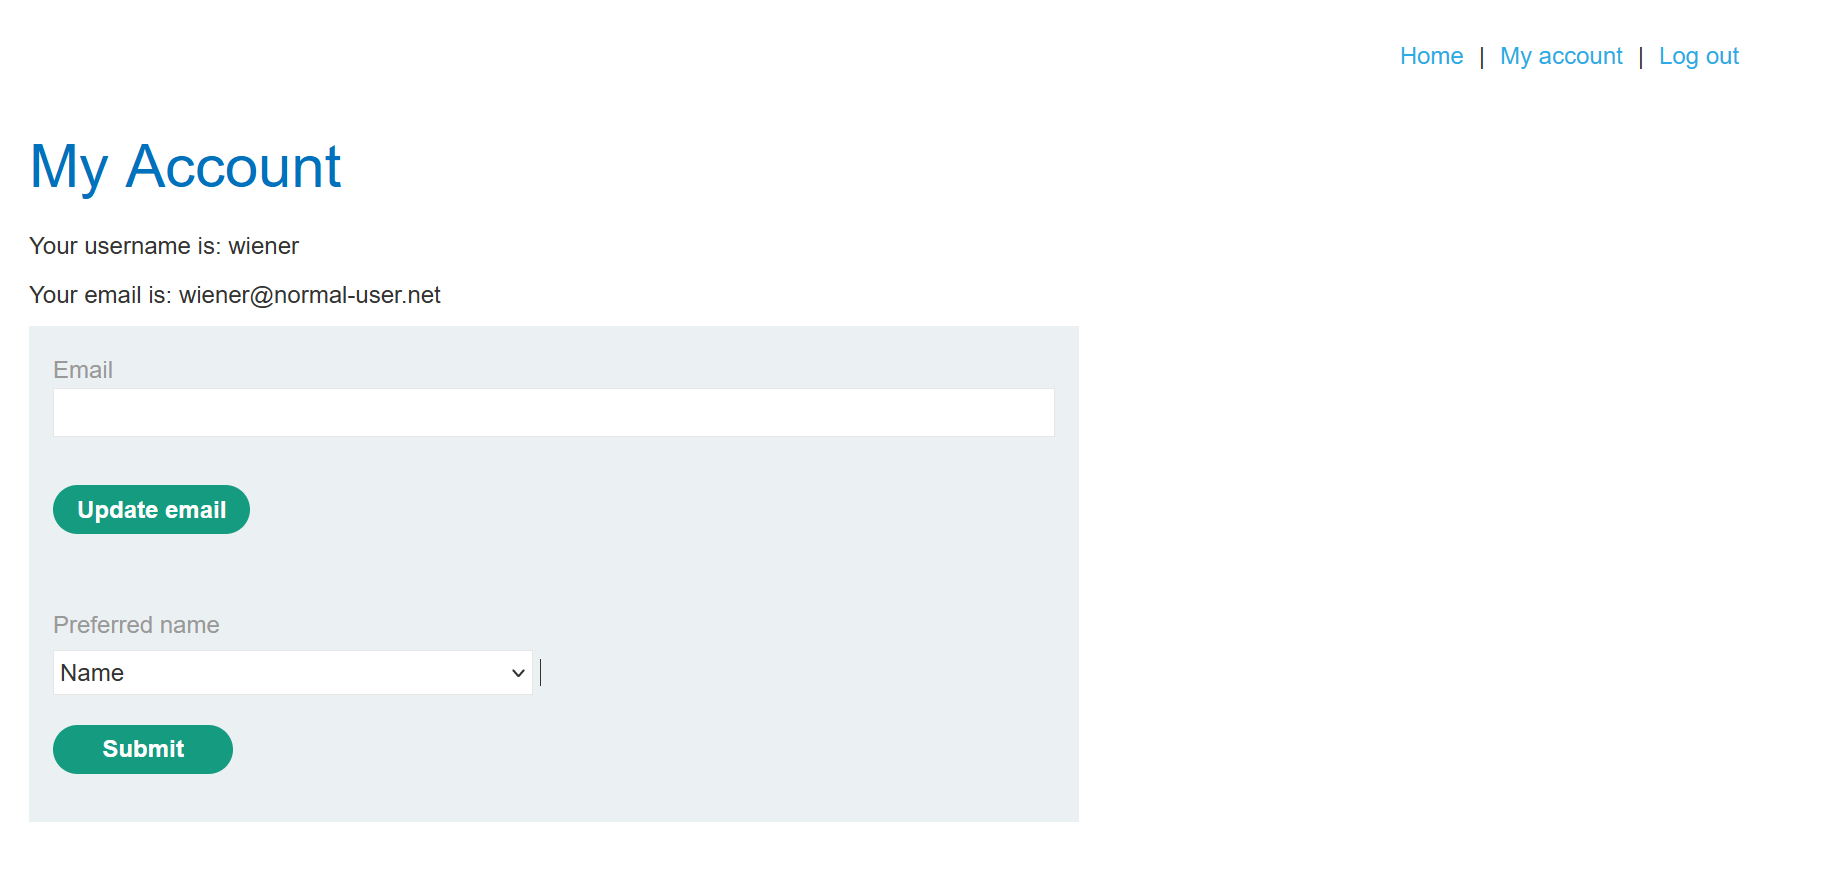 Home | My account | Log out
My Account
Your username is: wiener
Your email is: wiener@normal-user.net
Email
Update email
Preferred name
Name
Submit